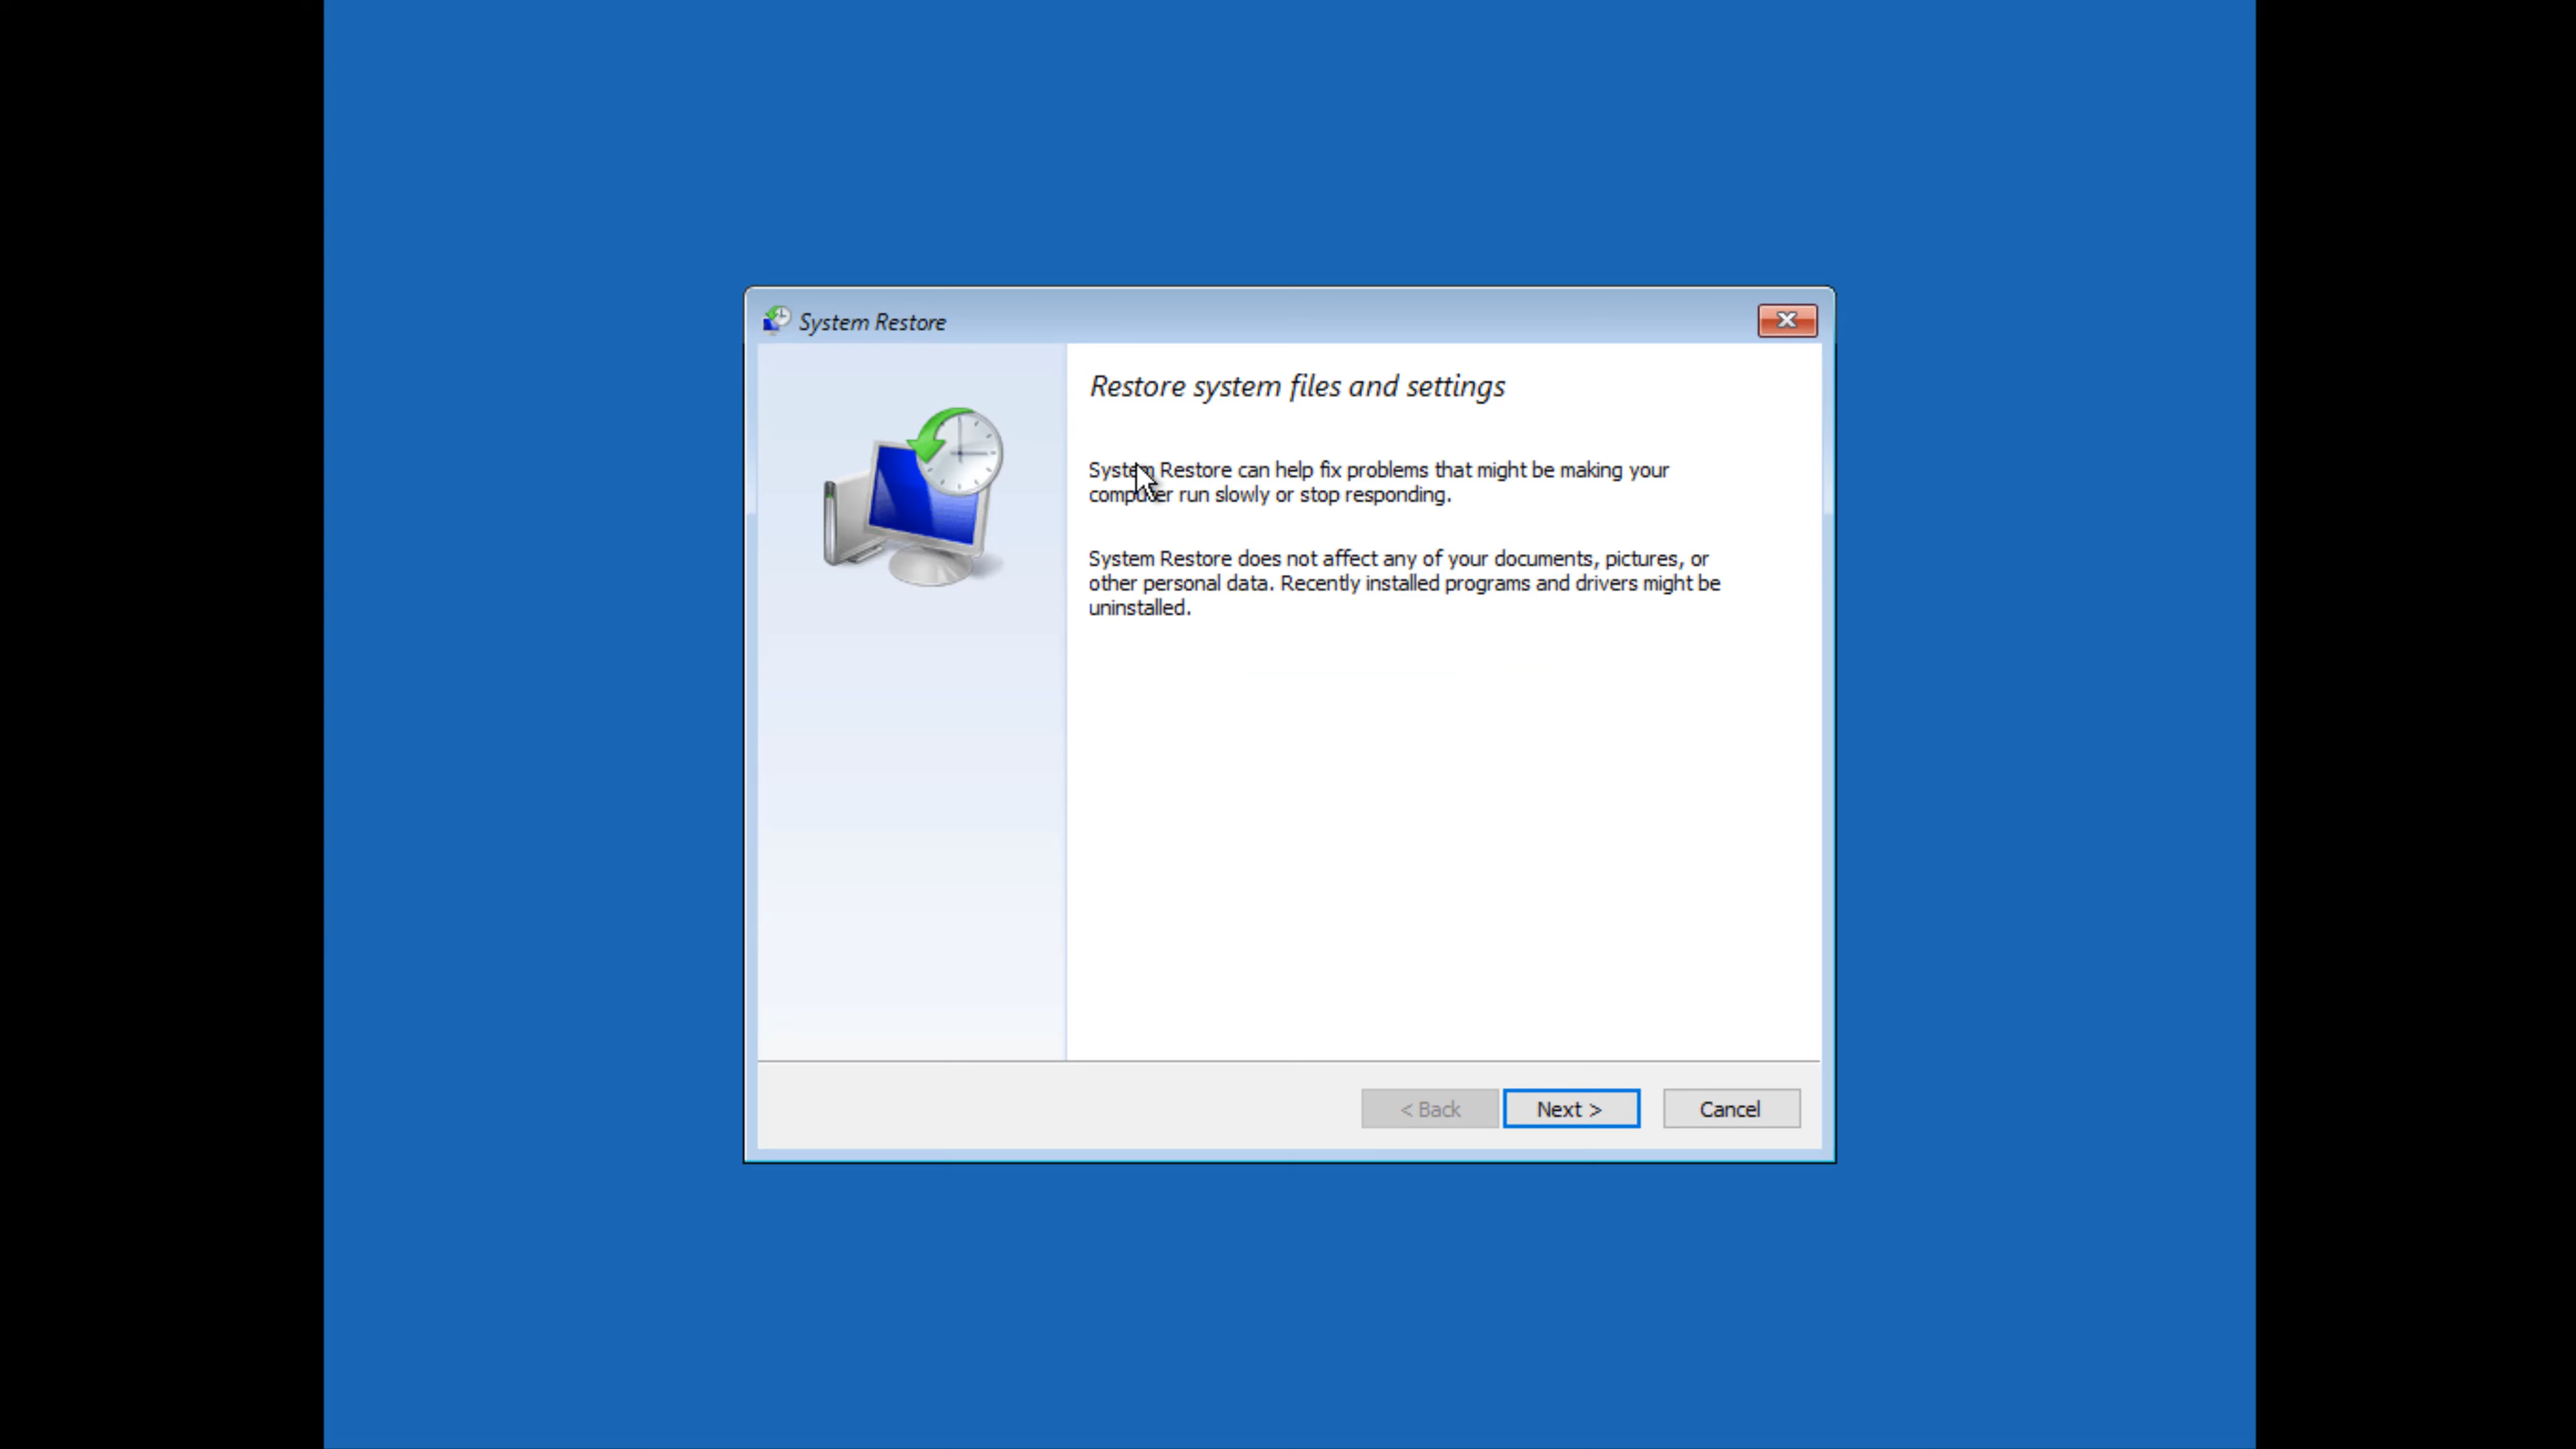 System Restore
Restore system files and settings
System Restore can help fix problems that might be making your
computer run slowly or stop responding.
System Restore does not affect any of your documents, pictures, or
other personal data. Recently installed programs and drivers might be
uninstalled.
< Back
Next >
Cancel